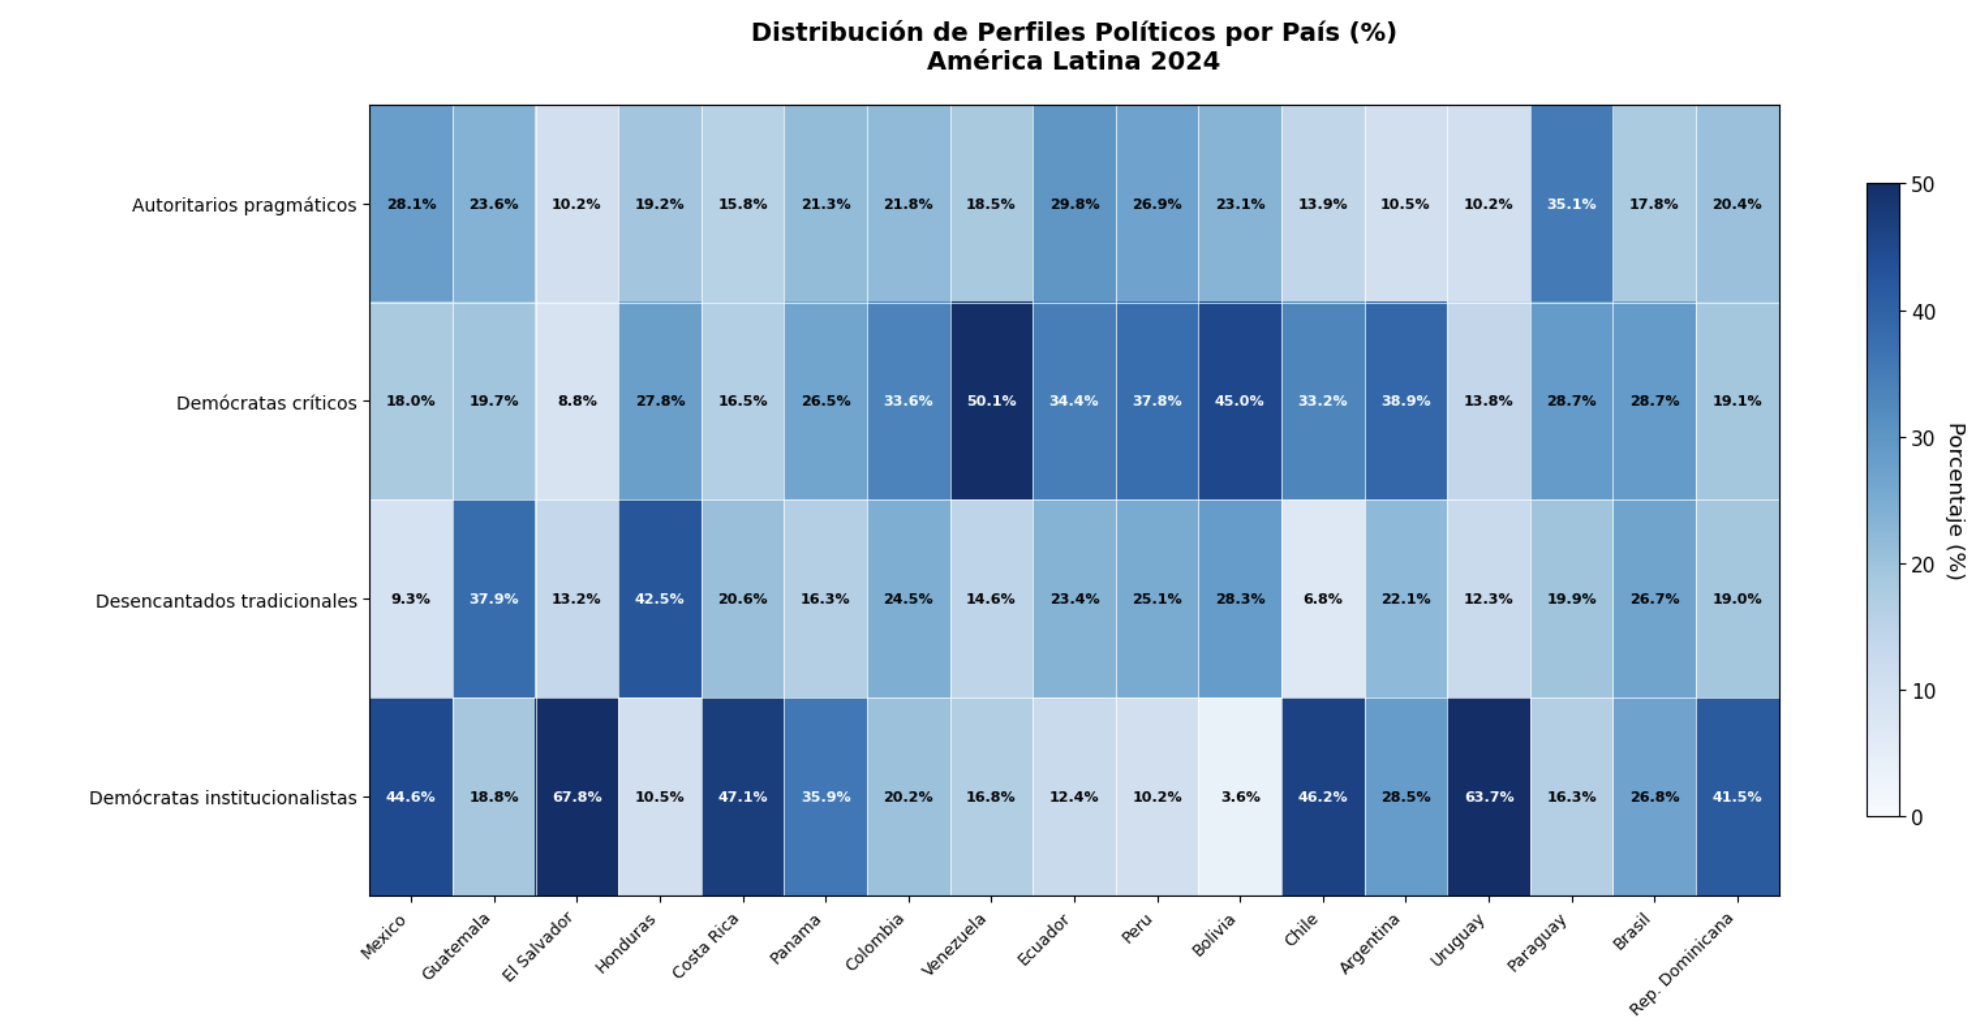 Distribución de Perfiles Políticos por País (%)
América Latina 2024
Autoritarios pragmáticos 28.1% 23.6% 10.2% 19.2% 15.8% 21.3% 21.8% 18.5% 29.8% 26.9% 23.1% 13.9% 10.5% 10.2% 35.1% 17.8% 20.4%
Demócratas críticos 18.0% 19.7% 8.8% 27.8% 16.5% 26.5% 33.6% 50.1% 34.4% 37.8% 45.0% 33.2% 38.9% 13.8% 28.7% 28.7% 19.1%
Desencantados tradicionales 9.3% 37.9% 13.2% 42.5% 20.6% 16.3% 24.5% 14.6% 23.4% 25.1% 28.3% 6.8% 22.1% 12.3% 19.9% 26.7% 19.0%
Demócratas institucionalistas 44.6% 18.8% 67.8% 10.5% 47.1% 35.9% 20.2% 16.8% 12.4% 10.2% 3.6% 46.2% 28.5% 63.7% 16.3% 26.8% 41.5%
Mexico Guatemala El Salvador Honduras Costa Rica Panama Colombia Venezuela Ecuador Peru Bolivia Chile Argentina Uruguay Paraguay Brasil Rep. Dominicana
50
40
30
20
10
0
Porcentaje (%)